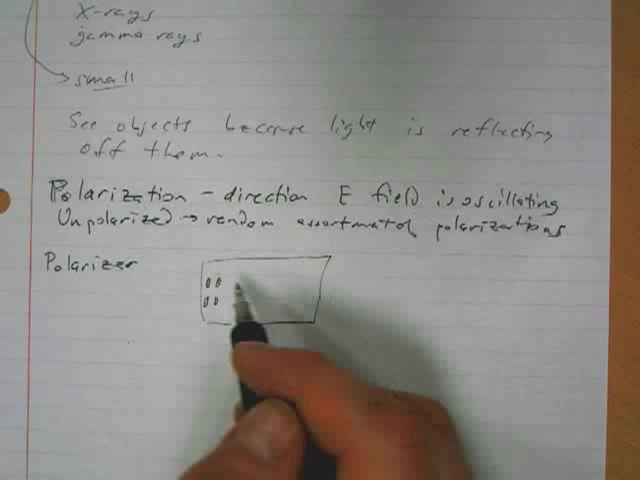 X-rays
gamma rays
small
See objects because light is reflecting
off them.
Polarization - direction E field is oscillating
Unpolarized → random assortment of polarizations
Polarizer